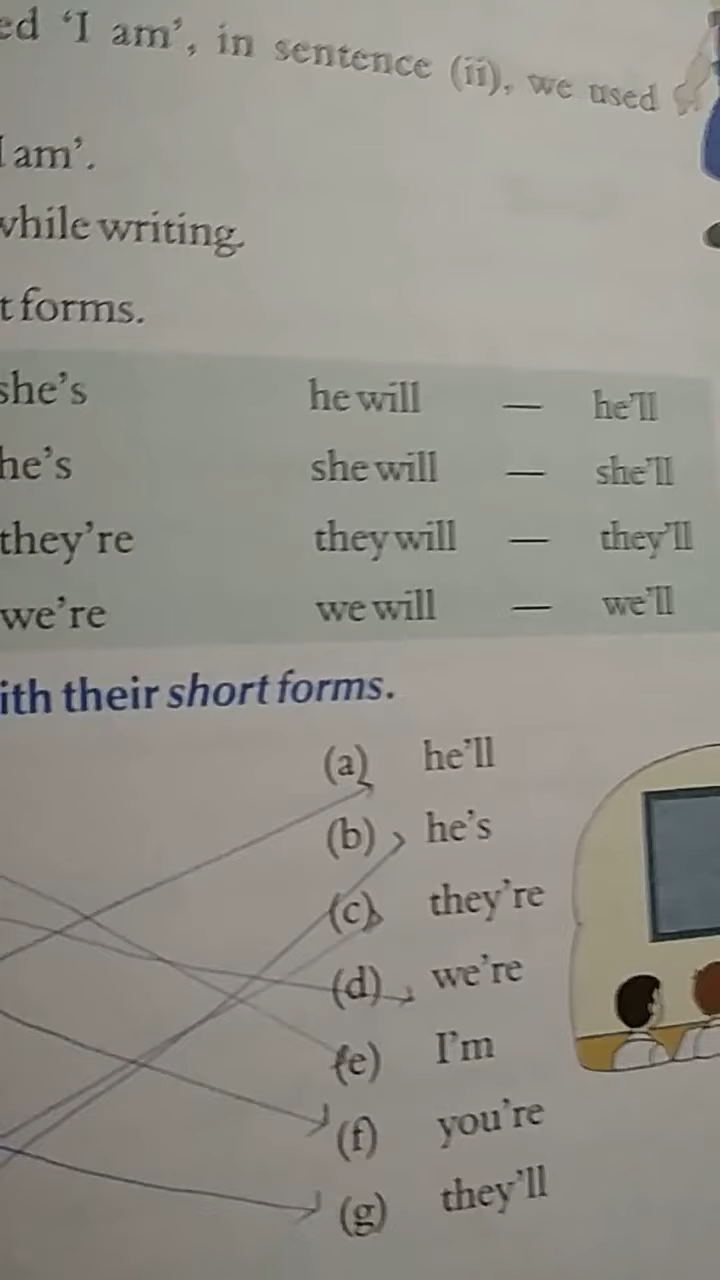 ed ‘I am’, in sentence (ii), we used
I am’.
while writing.
t forms.
she’s he will — he’ll
he’s she will — she’ll
they’re they will — they’ll
we’re we will — we’ll
ith their short forms.
(a) he’ll
(b) he’s
(c) they’re
(d) we’re
(e) I’m
(f) you’re
(g) they’ll